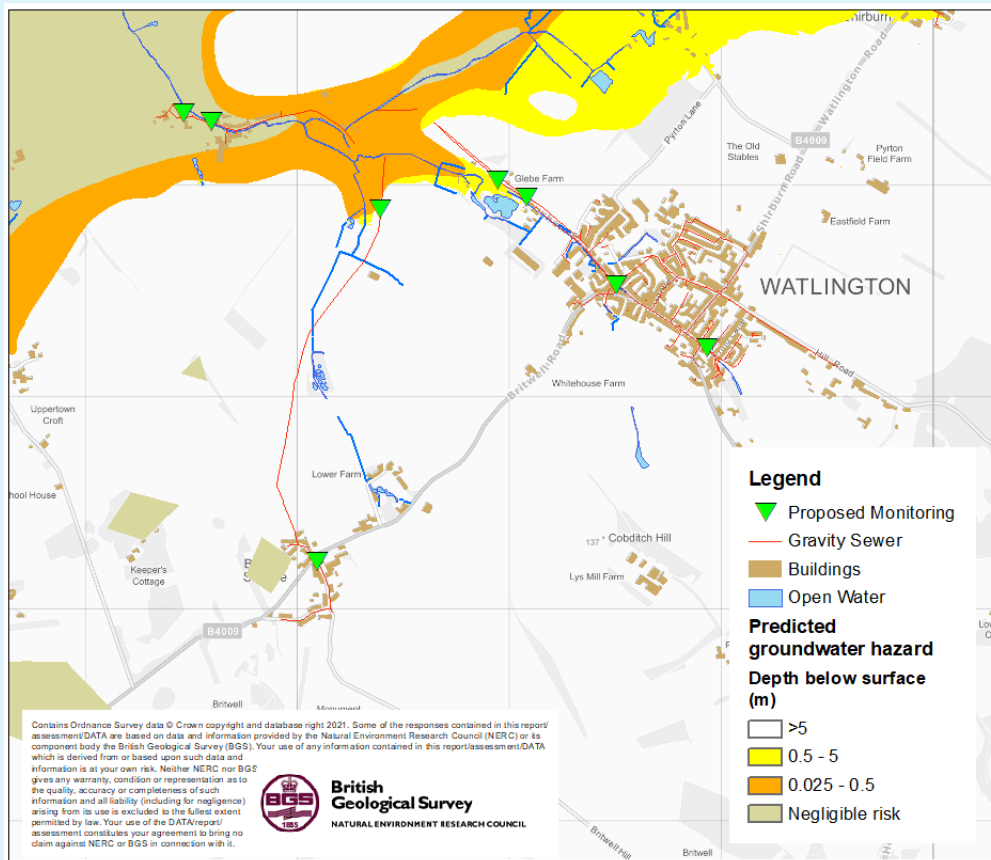 Shirburn
Pyrton Lane
Shirburn Road
Watlington Road
B4009
The Old
Stables
Pyrton
Field Farm
Glebe Farm
Eastfield Farm
WATLINGTON
Hill Road
Britwell Road
Whitehouse Farm
Uppertown
Croft
Lower Farm
hool House
Keeper's
Cottage
137
Cobditch Hill
Lys Mill Farm
B4009
Britwell
Monument
Britwell Hill
Britwell
Legend
Proposed Monitoring
Gravity Sewer
Buildings
Open Water
Predicted
groundwater hazard
Depth below surface
(m)
>5
0.5 - 5
0.025 - 0.5
Negligible risk
Contains Ordnance Survey data © Crown copyright and database right 2021. Some of the responses contained in this report/
assessment/DATA are based on data and information provided by the Natural Environment Research Council (NERC) or its
component body the British Geological Survey (BGS). Your use of any information contained in this report/assessment/DATA
which is derived from or based upon such data and
information is at your own risk. Neither NERC nor BGS
gives any warranty, condition or representation as to
the quality, accuracy or completeness of such
information and all liability (including for negligence)
arising from its use is excluded to the fullest extent
permitted by law. Your use of the DATA/report/
assessment constitutes your agreement to bring no
claim against NERC or BGS in connection with it.
BGS
1835
British
Geological Survey
NATURAL ENVIRONMENT RESEARCH COUNCIL